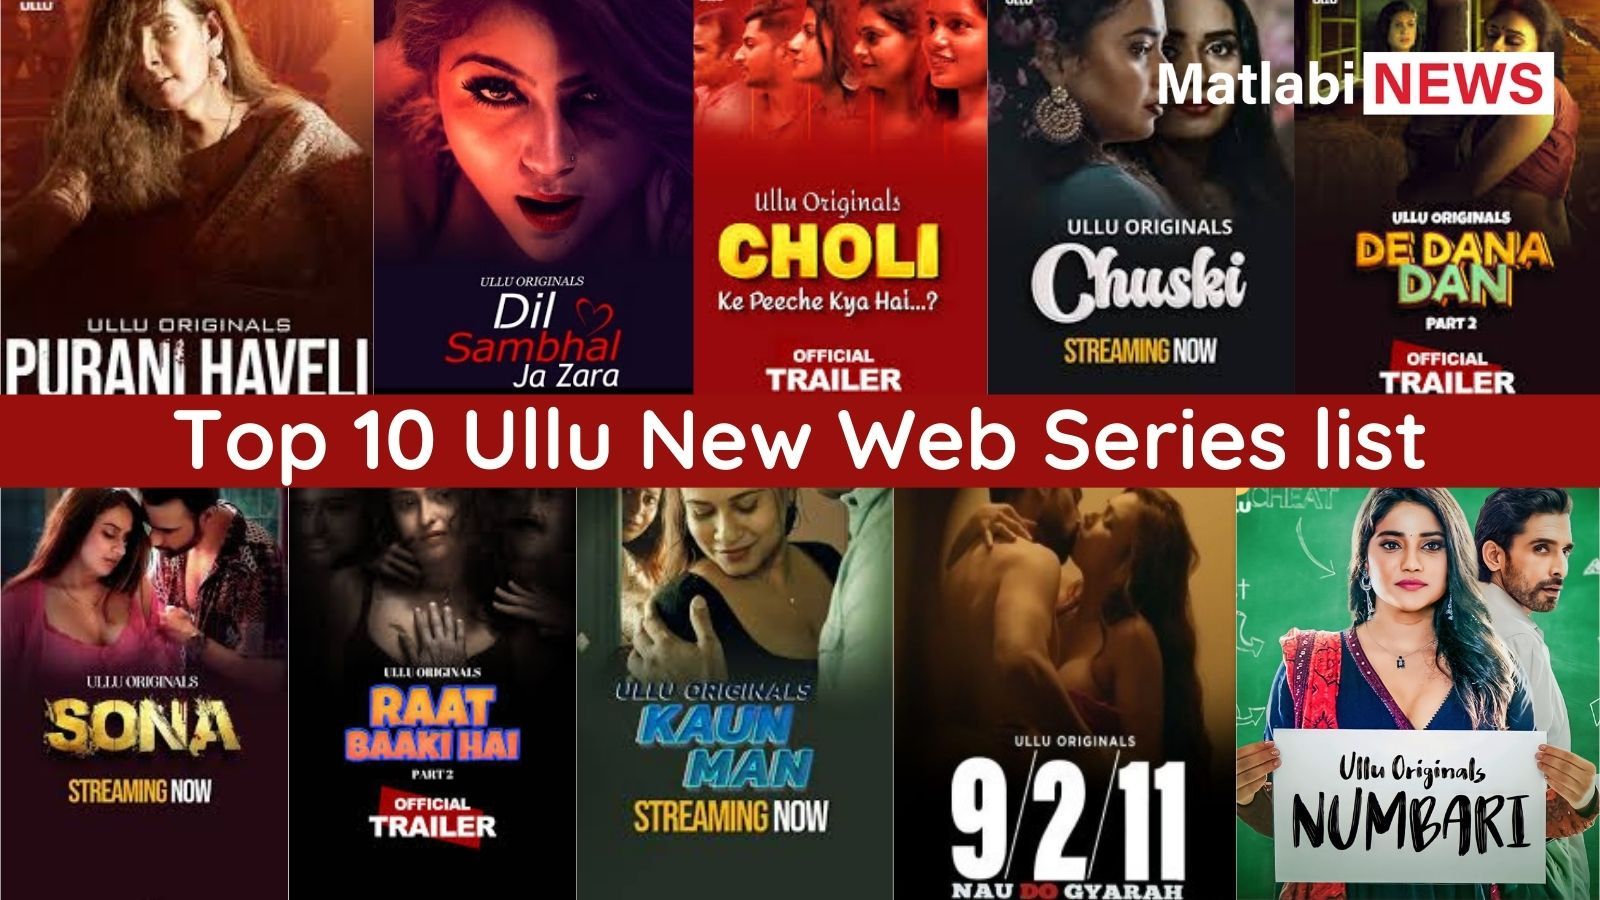 ULLU
ULLU ORIGINALS
PURANI HAVELI
ULLU ORIGINALS
Dil
Sambhal
Ja Zara
Ullu Originals
CHOLI
Ke Peeche Kya Hai...?
OFFICIAL
TRAILER
ULLU
ULLU ORIGINALS
Chuski
STREAMING NOW
ULLU
Matlabi NEWS
ULLU ORIGINALS
DE DANA
DAN
PART 2
OFFICIAL
TRAILER
Top 10 Ullu New Web Series list
ULLU ORIGINALS
SONA
STREAMING NOW
ULLU ORIGINALS
RAAT
BAAKI HAI
PART 2
OFFICIAL
TRAILER
ULLU ORIGINALS
KAUN
MAN
STREAMING NOW
ULLU ORIGINALS
9/2/11
NAU DO GYARAH
CHEAT
Ullu Originals
NUMBARI